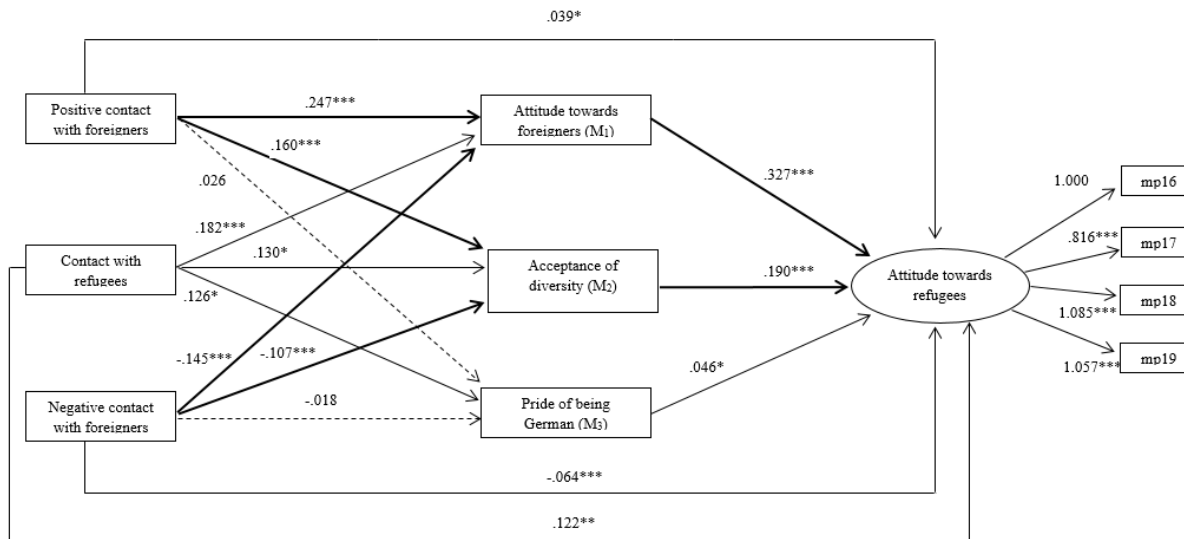 .039*
Positive contact
with foreigners
.247***
Attitude towards
foreigners (M1)
.160***
.026
.327***
1.000
mp16
.182***
.816***
mp17
Contact with
refugees
.130*
Acceptance of
diversity (M2)
.190***
Attitude towards
refugees
.126*
1.085***
mp18
-.145***
-.107***
.046*
1.057***
mp19
Negative contact
with foreigners
-.018
Pride of being
German (M3)
-.064***
.122**